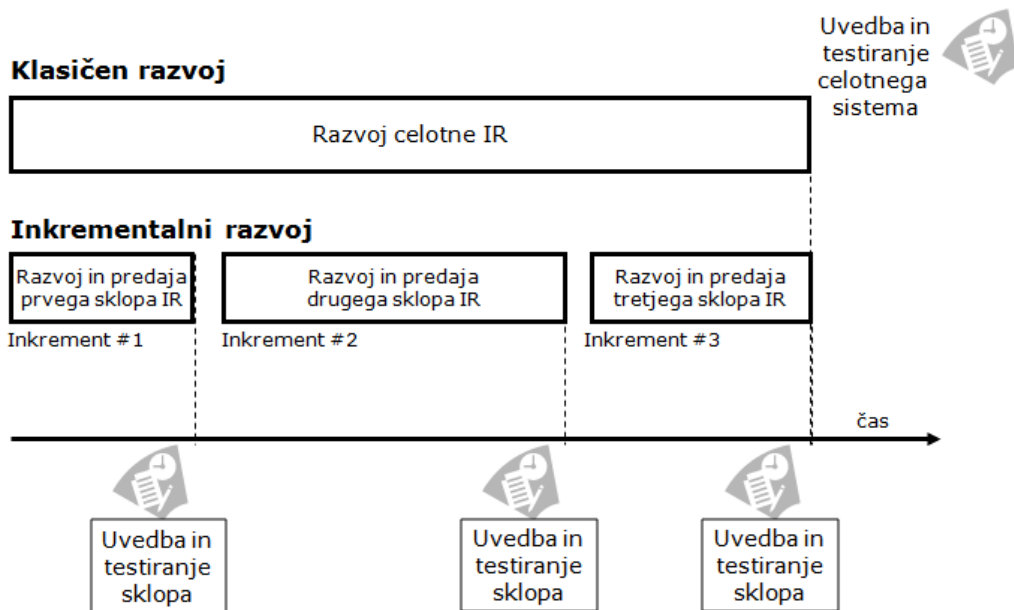 Uvedba in
testiranje
celotnega
sistema
Klasičen razvoj
Razvoj celotne IR
Inkrementalni razvoj
Razvoj in predaja
prvega sklopa IR
Razvoj in predaja
drugega sklopa IR
Razvoj in predaja
tretjega sklopa IR
Inkrement #1
Inkrement #2
Inkrement #3
čas
Uvedba in
testiranje
sklopa
Uvedba in
testiranje
sklopa
Uvedba in
testiranje
sklopa